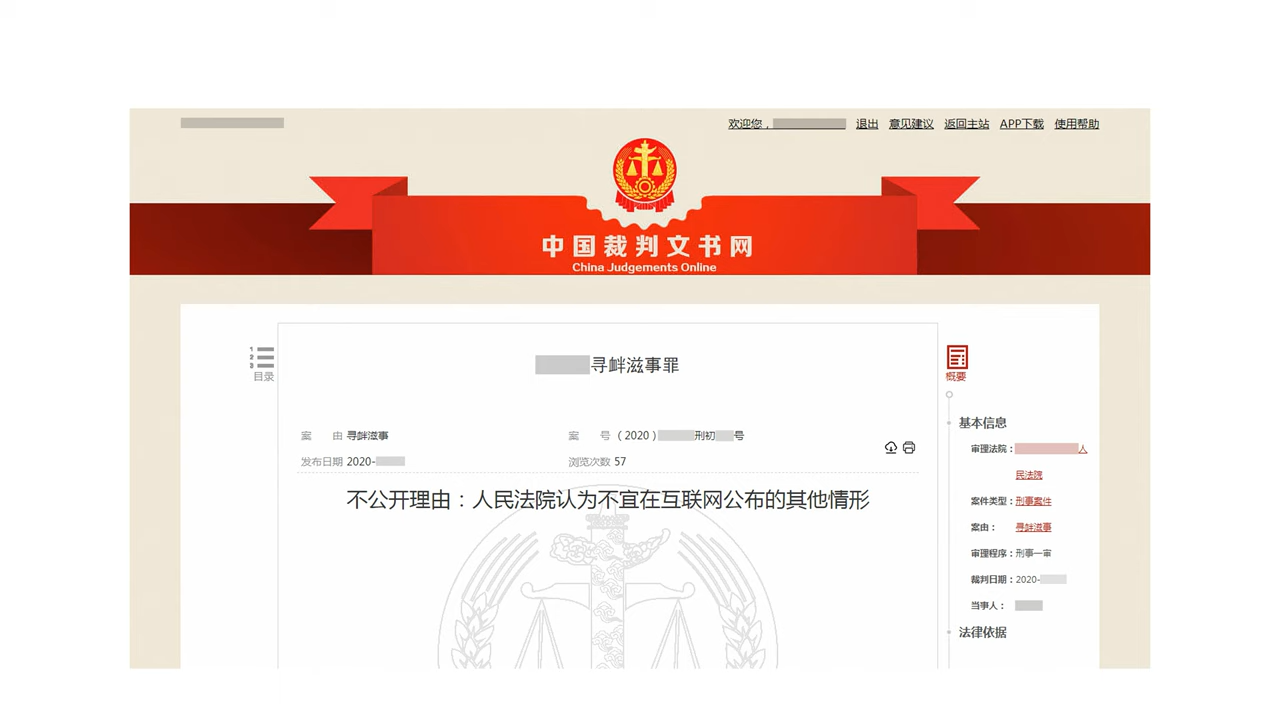 欢迎您， 退出 意见建议 返回主站 APP下载 使用帮助
中国裁判文书网
China Judgements Online
1
2
3
目录
寻衅滋事罪
案 由 寻衅滋事 案 号 （2020） 刑初 号
发布日期 2020- 浏览次数 57
不公开理由：人民法院认为不宜在互联网公布的其他情形
概要
基本信息
审理法院： 人
民法院
案件类型：刑事案件
案由： 寻衅滋事
审理程序：刑事一审
裁判日期：2020-
当事人：
法律依据